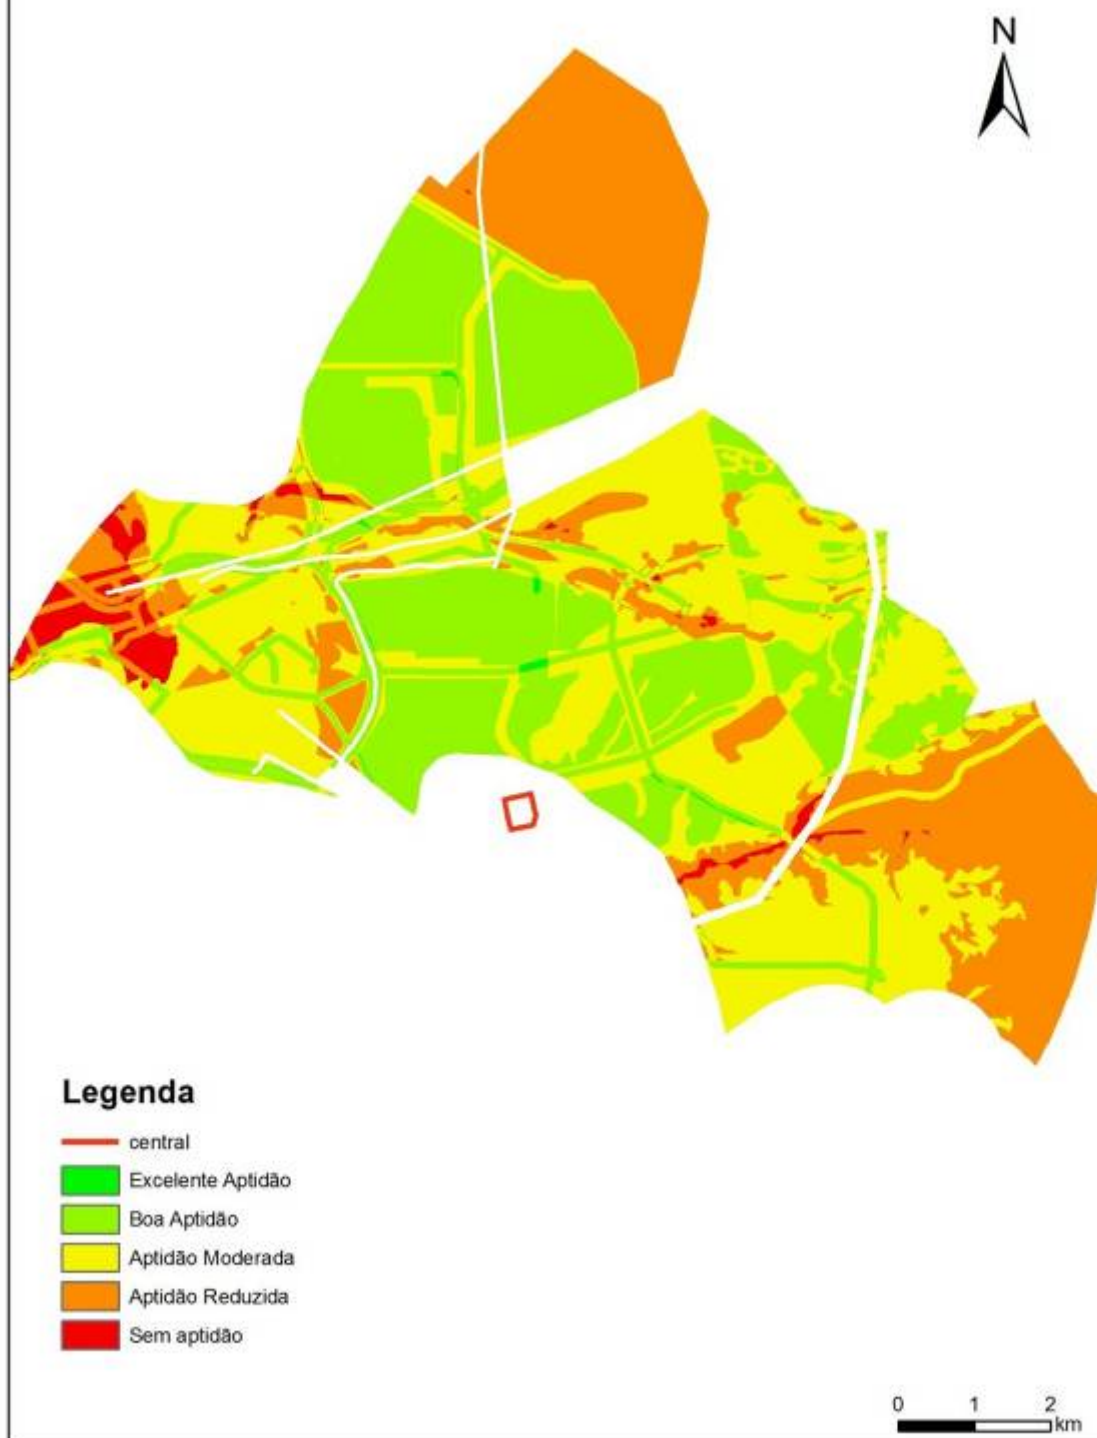 N
Legenda
central
Excelente Aptidão
Boa Aptidão
Aptidão Moderada
Aptidão Reduzida
Sem aptidão
0 1 2
km